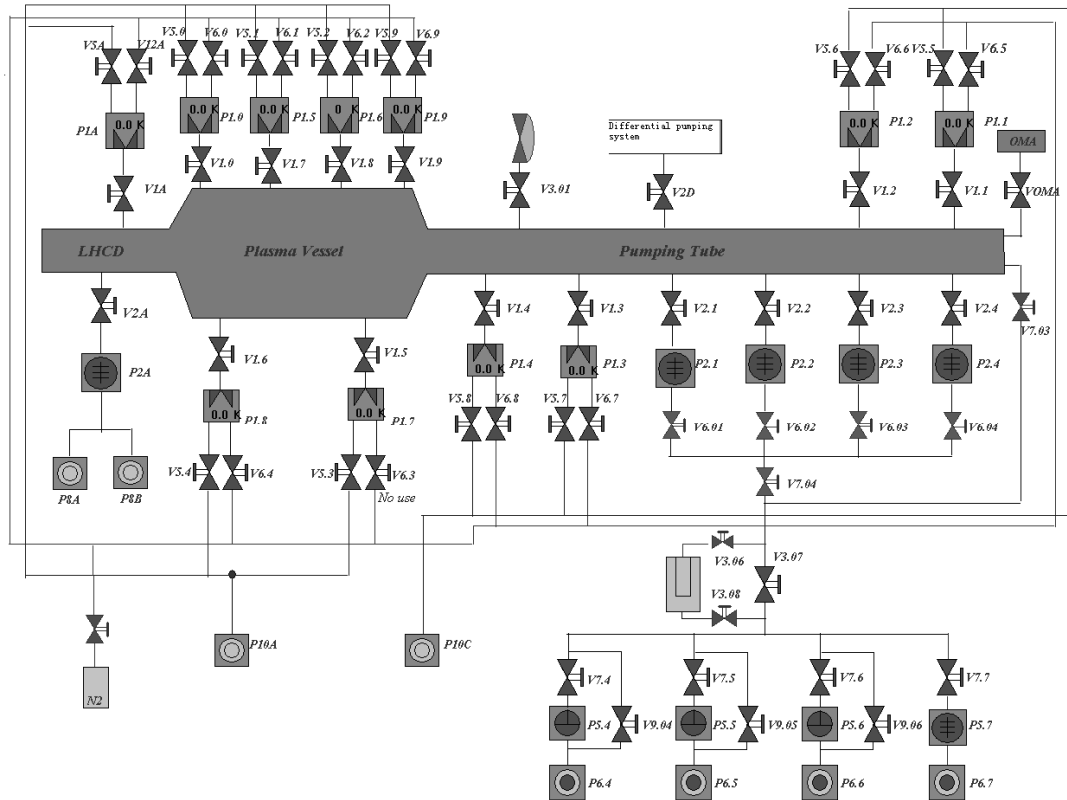 V5.0 V6.0 V5.1 V6.1 V5.2 V6.2 V5.9 V6.9
V5A V12A
V5.6 V6.6 V5.5 V6.5
0.0 K 0.0 K 0 0.0 K
P1.0 P1.5 P1.6 P1.9
0.0 K
P1A
0.0 K 0.0 K
P1.2 P1.1
Differential pumping
system
OMA
V1.0 V1.7 V1.8 V1.9
V1A V3.01 V2D V1.2 V1.1 VOMA
LHCD Plasma Vessel Pumping Tube
V2A V1.4 V1.3 V2.1 V2.2 V2.3 V2.4
V7.03
V1.6 V1.5
P2A P1.4 P1.3 P2.1 P2.2 P2.3 P2.4
0.0 K 0.0 K
0.0 K 0.0 K
P1.8 P1.7
V5.8 V6.8 V5.7 V6.7
V6.01 V6.02 V6.03 V6.04
V5.4 V6.4 V5.3 V6.3
No use
P8A P8B
V7.04
V3.06 V3.07
V3.08
P10A P10C
N2
V7.4 V7.5 V7.6 V7.7
P5.4 V9.04 P5.5 V9.05 P5.6 V9.06 P5.7
P6.4 P6.5 P6.6 P6.7